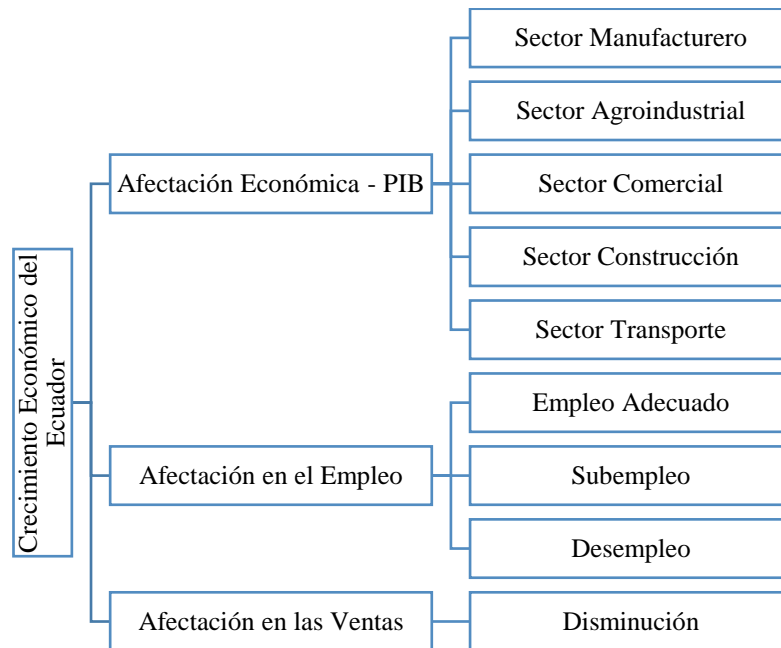 Crecimiento Económico del
Ecuador
Afectación Económica - PIB
Sector Manufacturero
Sector Agroindustrial
Sector Comercial
Sector Construcción
Sector Transporte
Afectación en el Empleo
Empleo Adecuado
Subempleo
Desempleo
Afectación en las Ventas
Disminución